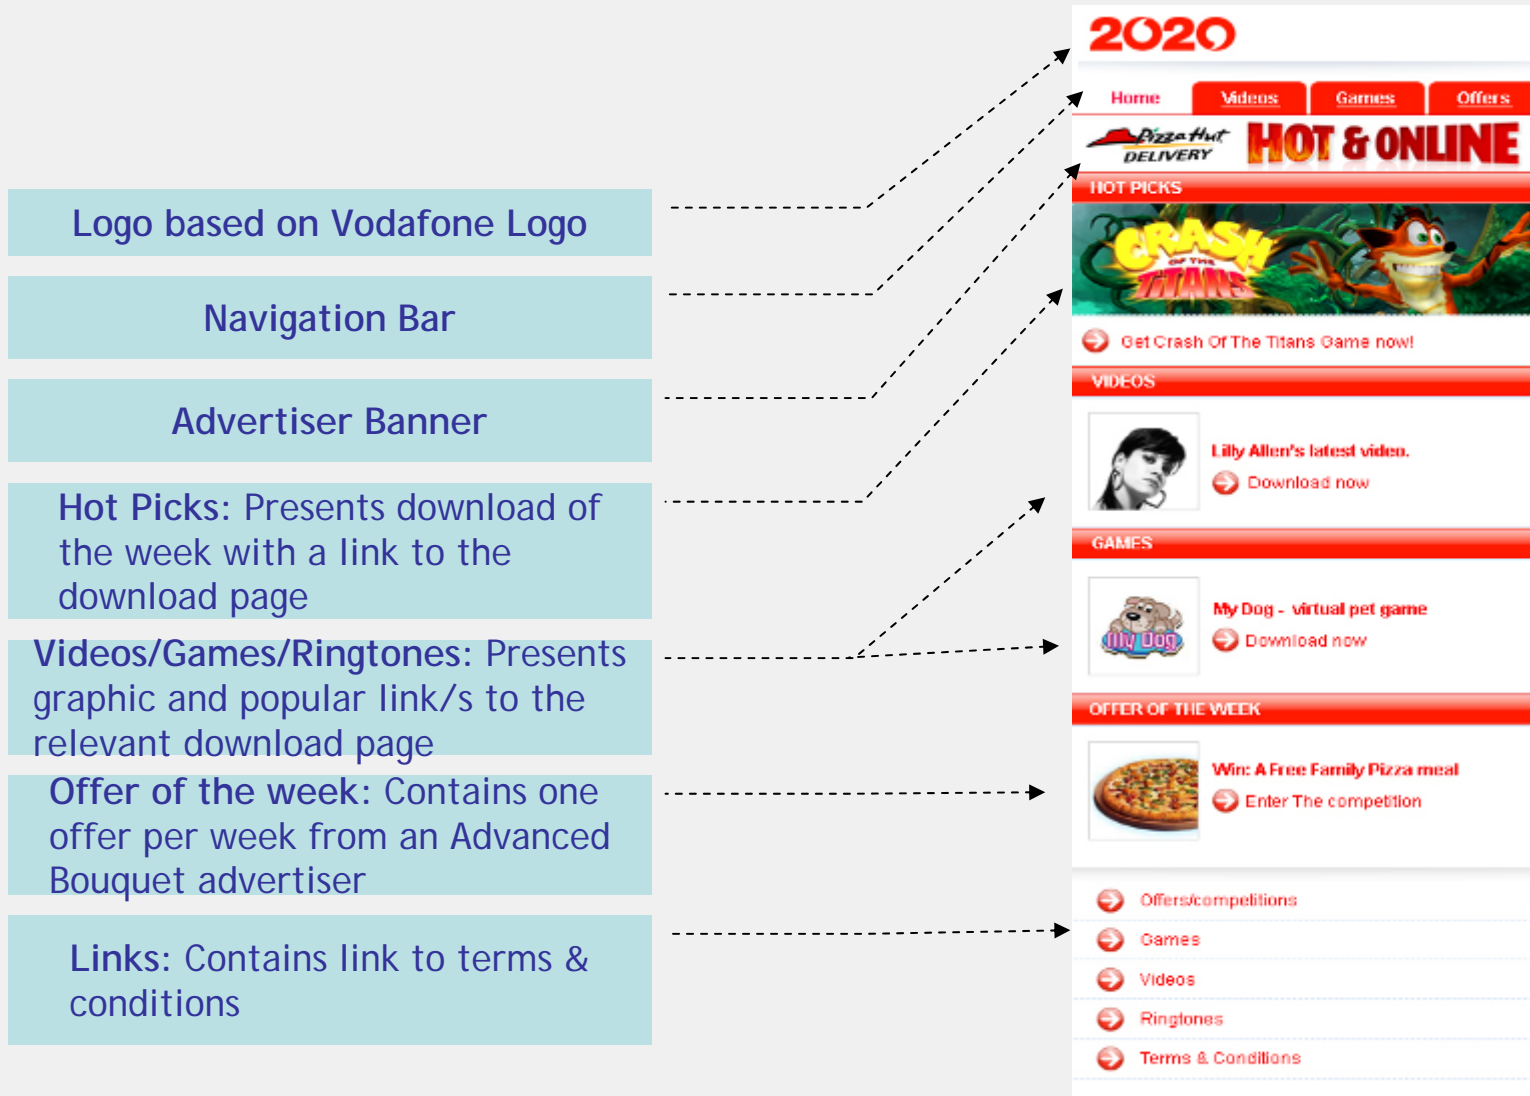 Logo based on Vodafone Logo
Navigation Bar
Advertiser Banner
Hot Picks: Presents download of
the week with a link to the
download page
Videos/Games/Ringtones: Presents
graphic and popular link/s to the
relevant download page
Offer of the week: Contains one
offer per week from an Advanced
Bouquet advertiser
Links: Contains link to terms &
conditions
2020
Home Videos Games Offers
Pizza Hut
DELIVERY
HOT & ONLINE
HOT PICKS
CRASH
OF THE
TITANS
Get Crash Of The Titans Game now!
VIDEOS
Lilly Allen's latest video.
Download now
GAMES
My Dog
My Dog - virtual pet game
Download now
OFFER OF THE WEEK
Win: A Free Family Pizza meal
Enter The competition
Offers/competitions
Games
Videos
Ringtones
Terms & Conditions